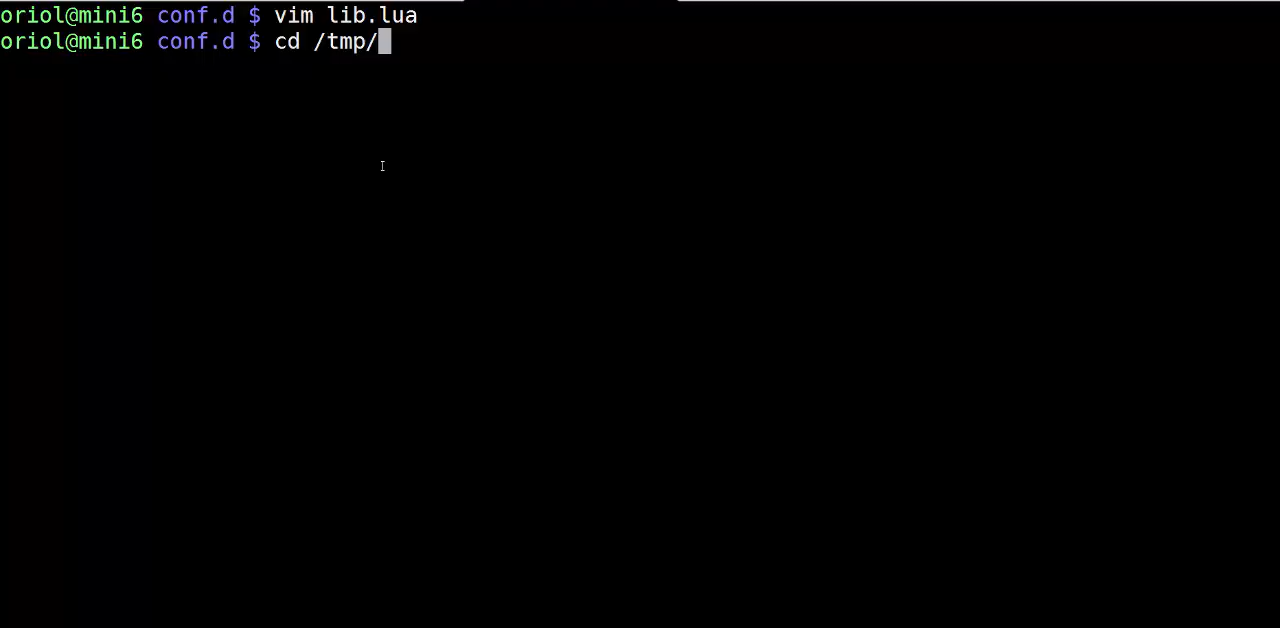 oriol@mini6 conf.d $ vim lib.lua
oriol@mini6 conf.d $ cd /tmp/